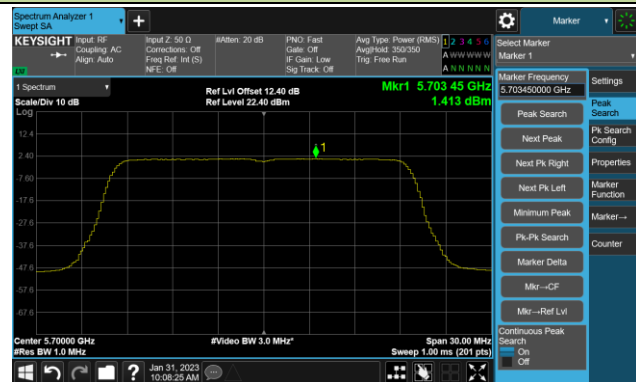 Spectrum Analyzer 1
Swept SA
+
Marker
KEYSIGHT
Input: RF
Coupling: AC
Align: Auto
Input Z: 50 Ω
Corrections: Off
Freq Ref: Int (S)
NFE: Off
#Atten: 20 dB
PNO: Fast
Gate: Off
IF Gain: Low
Sig Track: Off
Avg Type: Power (RMS)
Avg|Hold: 350/350
Trig: Free Run
1 2 3 4 5 6
A W W W W W
A N N N N N
Select Marker
Marker 1
Marker Frequency
5.703450000 GHz
Settings
Peak Search
Next Peak
Next Pk Right
Next Pk Left
Minimum Peak
Pk-Pk Search
Marker Delta
Mkr→CF
Mkr→Ref Lvl
Continuous Peak
Search
On
Off
Peak
Search
Pk Search
Config
Properties
Marker
Function
Marker→
Counter
1 Spectrum
Scale/Div 10 dB
Ref Lvl Offset 12.40 dB
Ref Level 22.40 dBm
Mkr1 5.703 45 GHz
1.413 dBm
Log
12.4
2.40
-7.60
-17.6
-27.6
-37.6
-47.6
-57.6
-67.6
1
Center 5.70000 GHz
#Res BW 1.0 MHz
#Video BW 3.0 MHz*
Span 30.00 MHz
Sweep 1.00 ms (201 pts)
?
Jan 31, 2023
10:08:25 AM